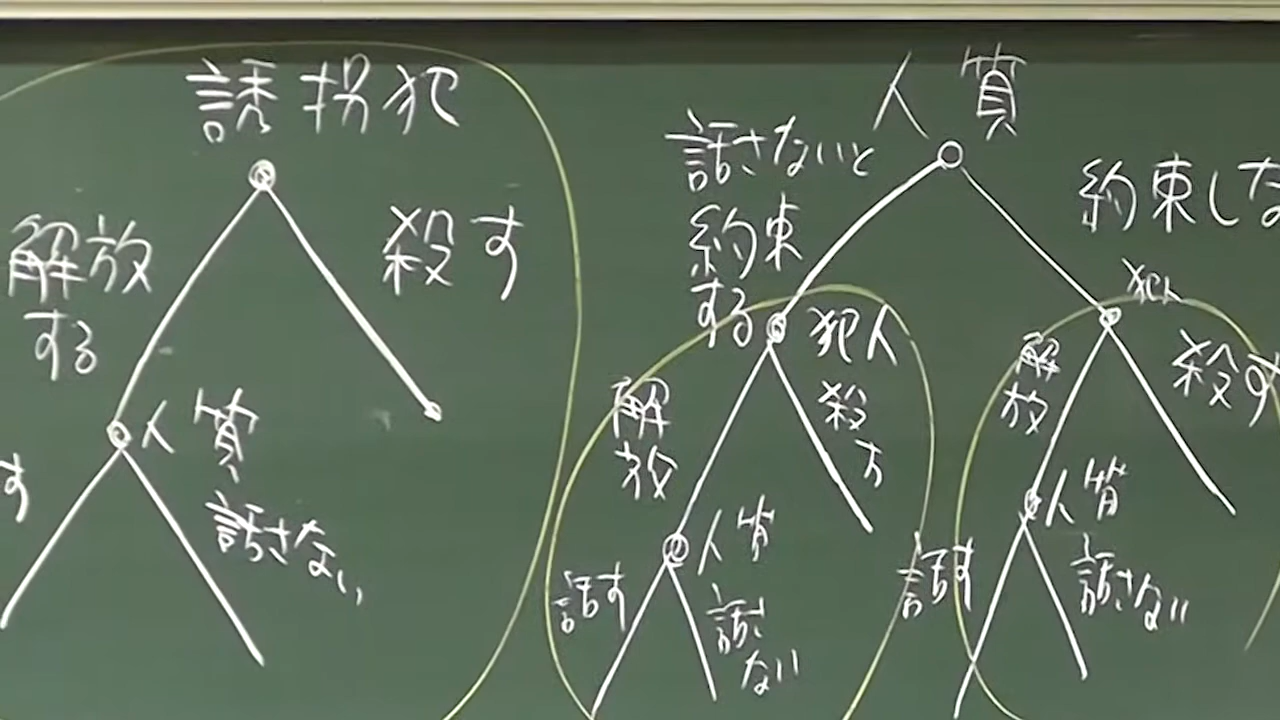 誘拐犯
解放
する
殺す
人質
す
話さない
人質
話さないと
約束
する
約束しな
犯人
解放
殺す
人質
話す
話さ
ない
犯人
解放
殺す
人質
話す
話さない